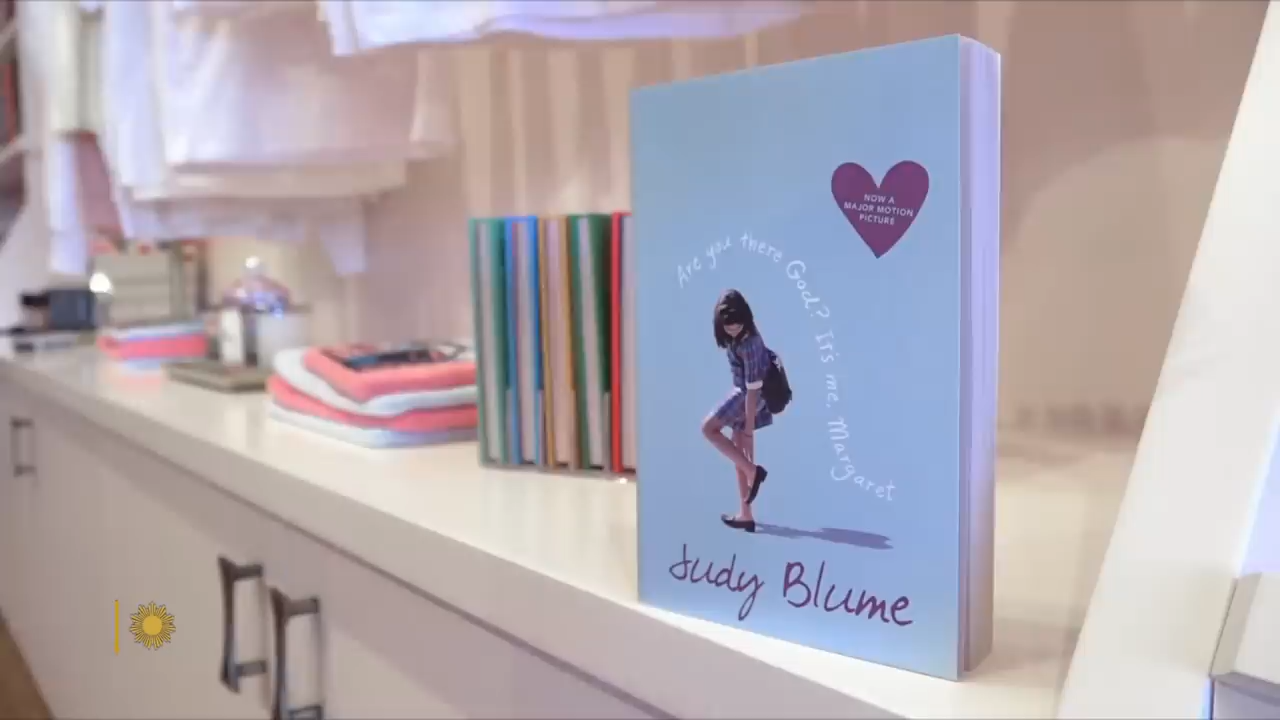 NOW A
MAJOR MOTION
PICTURE
Are you there God? It's me, Margaret
Judy Blume